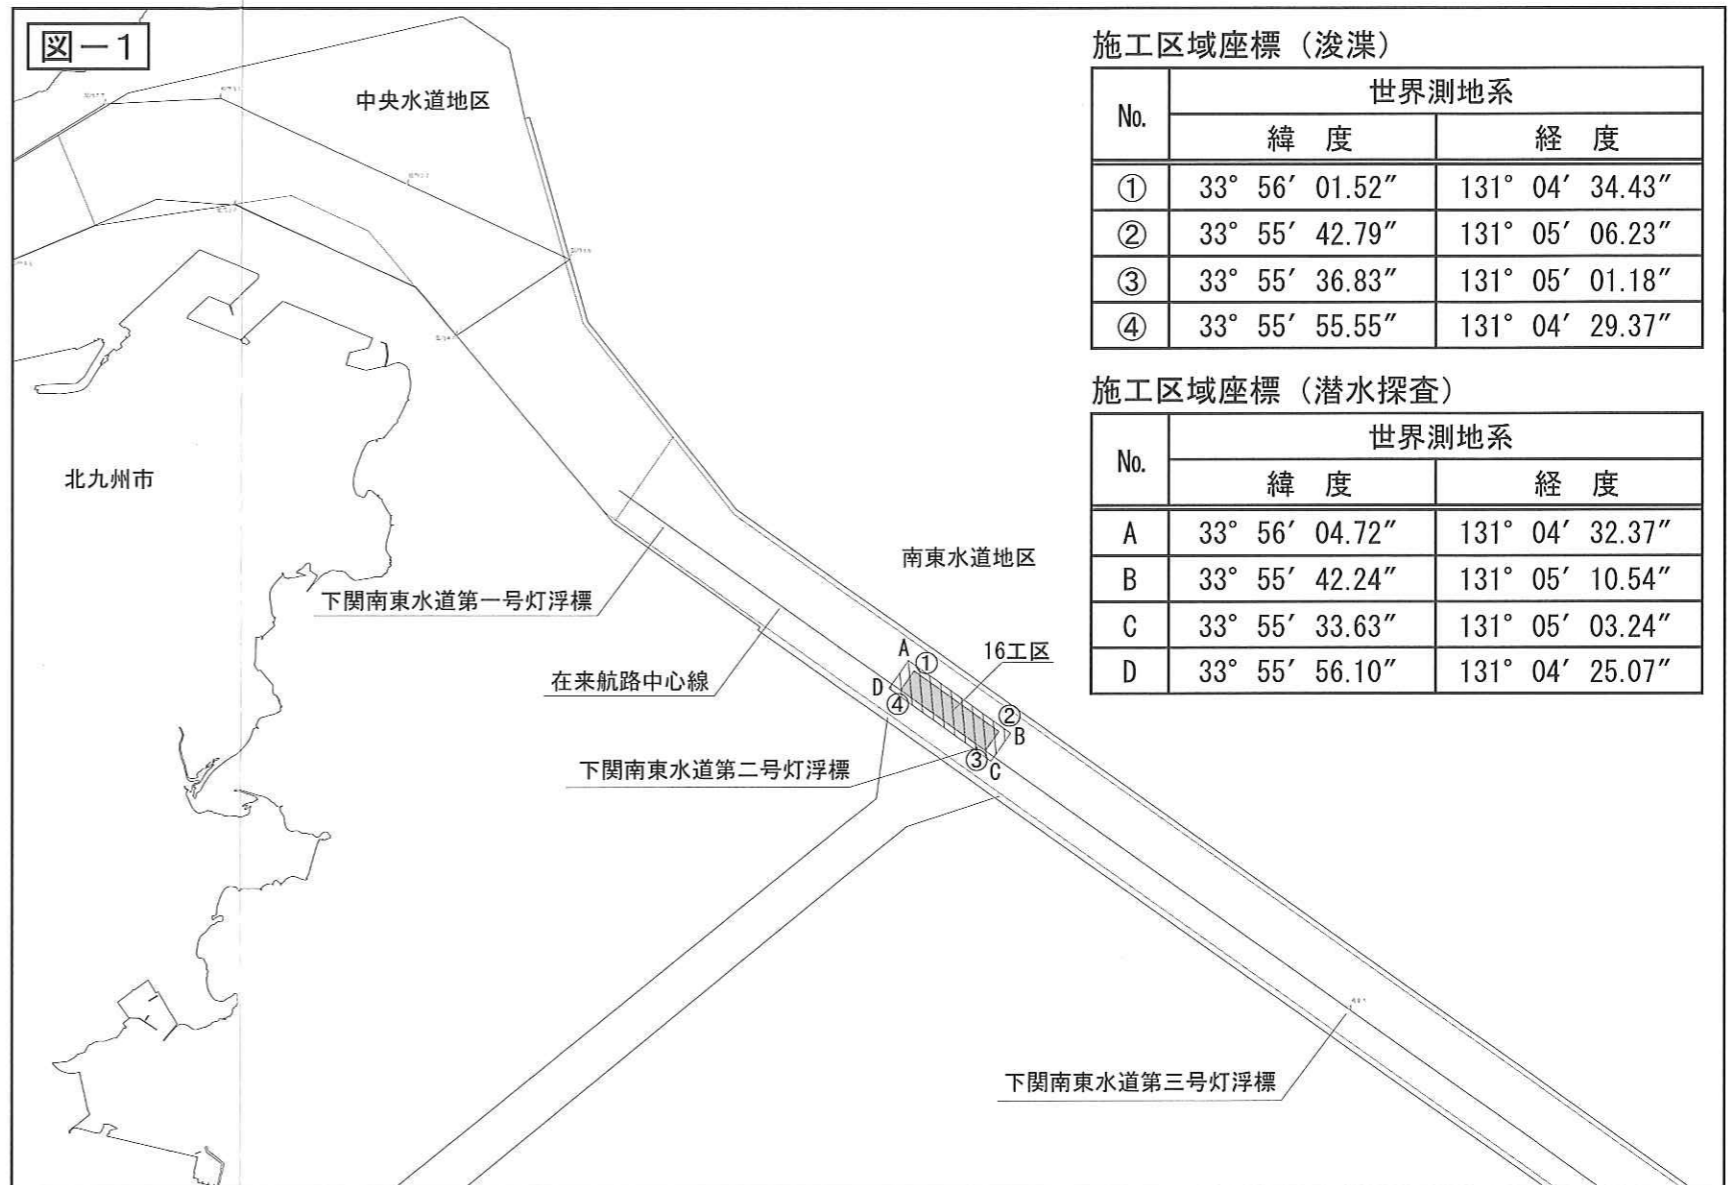 図－1
中央水道地区
北九州市
南東水道地区
下関南東水道第一号灯浮標
在来航路中心線
16工区
A
①
D
④
②
B
③
C
下関南東水道第二号灯浮標
下関南東水道第三号灯浮標
施工区域座標（浚渫）
No. 世界測地系
緯 度 経 度
① 33° 56′ 01.52″ 131° 04′ 34.43″
② 33° 55′ 42.79″ 131° 05′ 06.23″
③ 33° 55′ 36.83″ 131° 05′ 01.18″
④ 33° 55′ 55.55″ 131° 04′ 29.37″
施工区域座標（潜水探査）
No. 世界測地系
緯 度 経 度
A 33° 56′ 04.72″ 131° 04′ 32.37″
B 33° 55′ 42.24″ 131° 05′ 10.54″
C 33° 55′ 33.63″ 131° 05′ 03.24″
D 33° 55′ 56.10″ 131° 04′ 25.07″